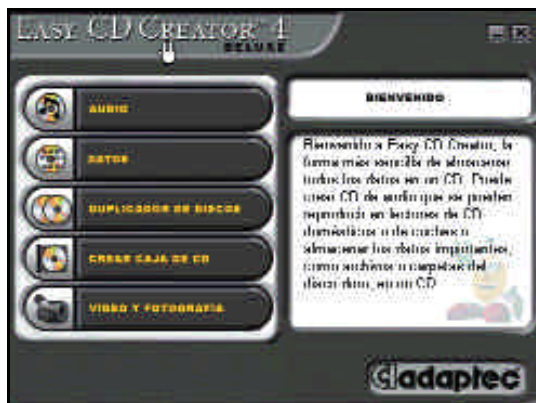 EASY CD CREATOR™ 4
DELUXE
AUDIO
DATOS
DUPLICADOR DE DISCOS
CREAR CAJA DE CD
VIDEO Y FOTOGRAFÍA
BIENVENIDO
Bienvenido a Easy CD Creator, la
forma más sencilla de almacenar
todos los datos en un CD. Puede
crear CD de audio que se pueden
reproducir en lectores de CD
domésticos o de coches o
almacenar los datos importantes,
como archivos o carpetas del
disco duro, en un CD.
adaptec